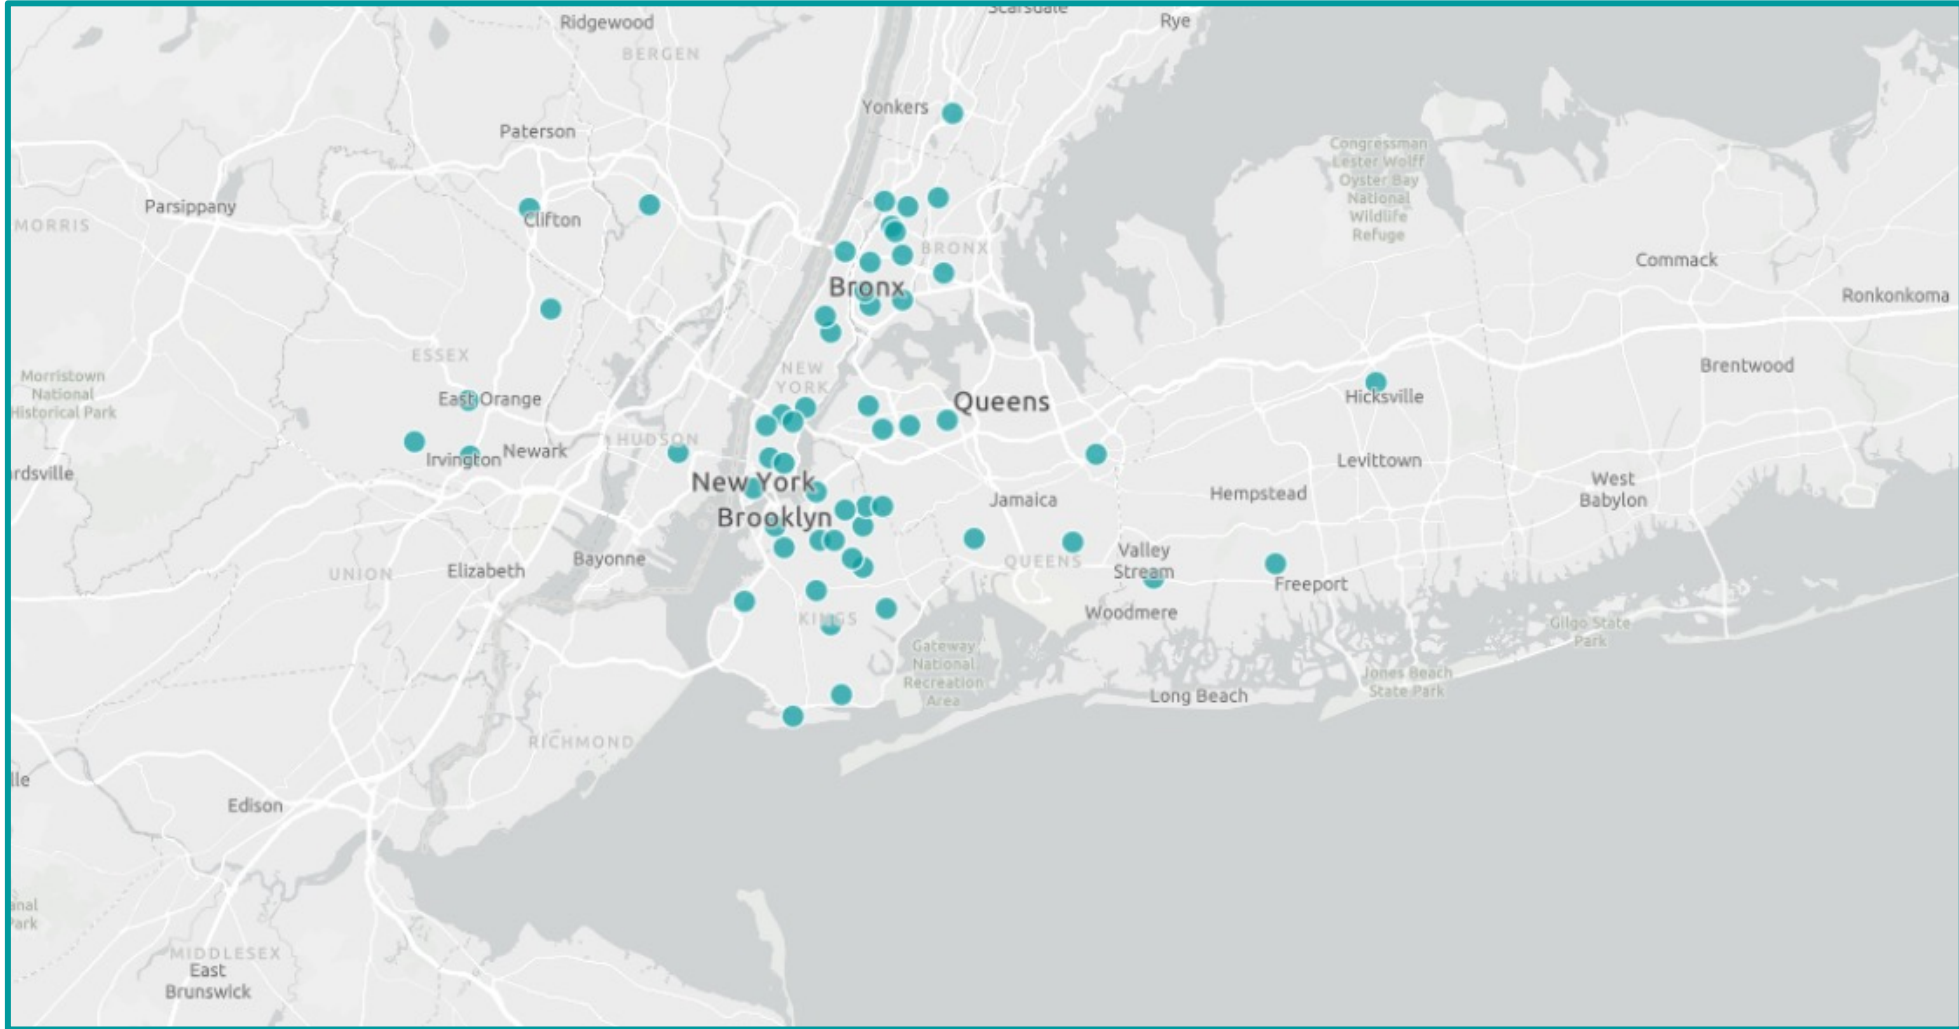 Ridgewood
Scarsdale
Rye
BERGEN
Yonkers
Paterson
Congressman
Lester Wolff
Oyster Bay
National
Wildlife
Refuge
Parsippany
MORRIS
Clifton
BRONX
Commack
Bronx
Ronkonkoma
ESSEX
NEW
YORK
Brentwood
Morristown
National
Historical Park
East Orange
Queens
Hicksville
HUDSON
Irvington
Newark
Levittown
ardsville
New York
Jamaica
Hempstead
West
Babylon
Brooklyn
Bayonne
QUEENS
Valley
Stream
UNION
Elizabeth
Freeport
Woodmere
KINGS
Gilgo State
Park
Gateway
National
Recreation
Area
Jones Beach
State Park
Long Beach
RICHMOND
lle
Edison
anal
Park
MIDDLESEX
East
Brunswick